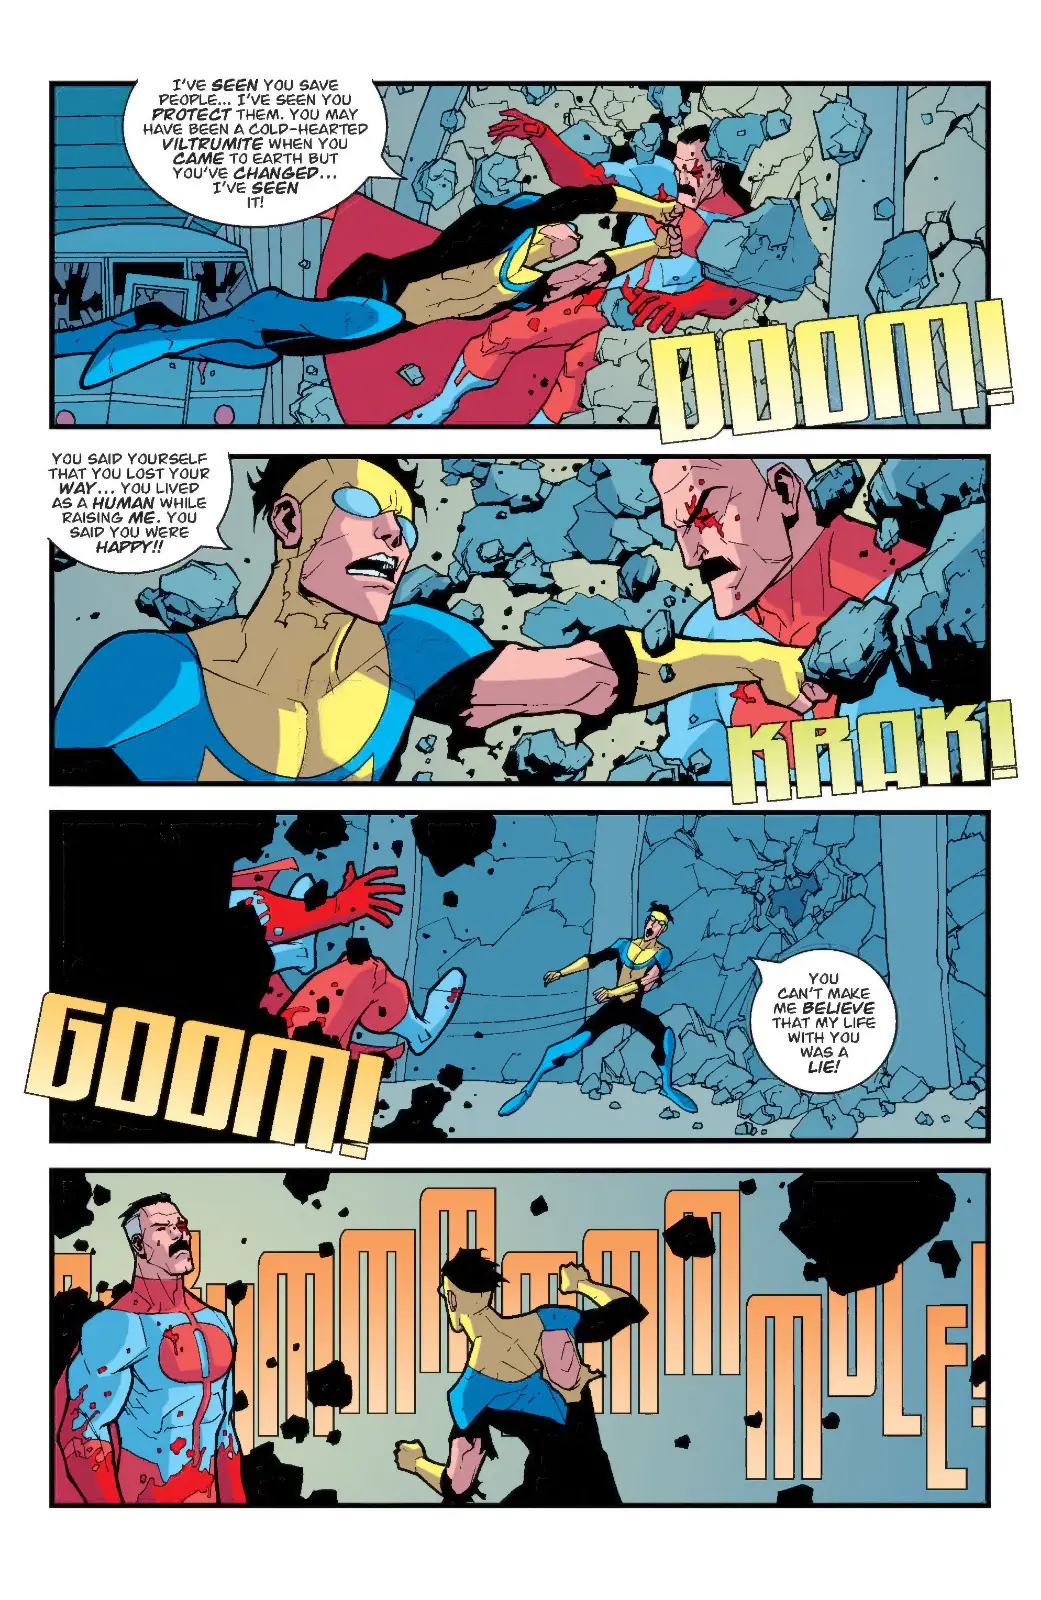 I'VE SEEN YOU SAVE
PEOPLE... I'VE SEEN YOU
PROTECT THEM. YOU MAY
HAVE BEEN A COLD-HEARTED
VILTRUMITE WHEN YOU
CAME TO EARTH BUT
YOU'VE CHANGED...
I'VE SEEN
IT!
DOOM!
YOU SAID YOURSELF
THAT YOU LOST YOUR
WAY... YOU LIVED
AS A HUMAN WHILE
RAISING ME. YOU
SAID YOU WERE
HAPPY!!
KRAK!
GOOM!
YOU
CAN'T MAKE
ME BELIEVE
THAT MY LIFE
WITH YOU
WAS A
LIE!